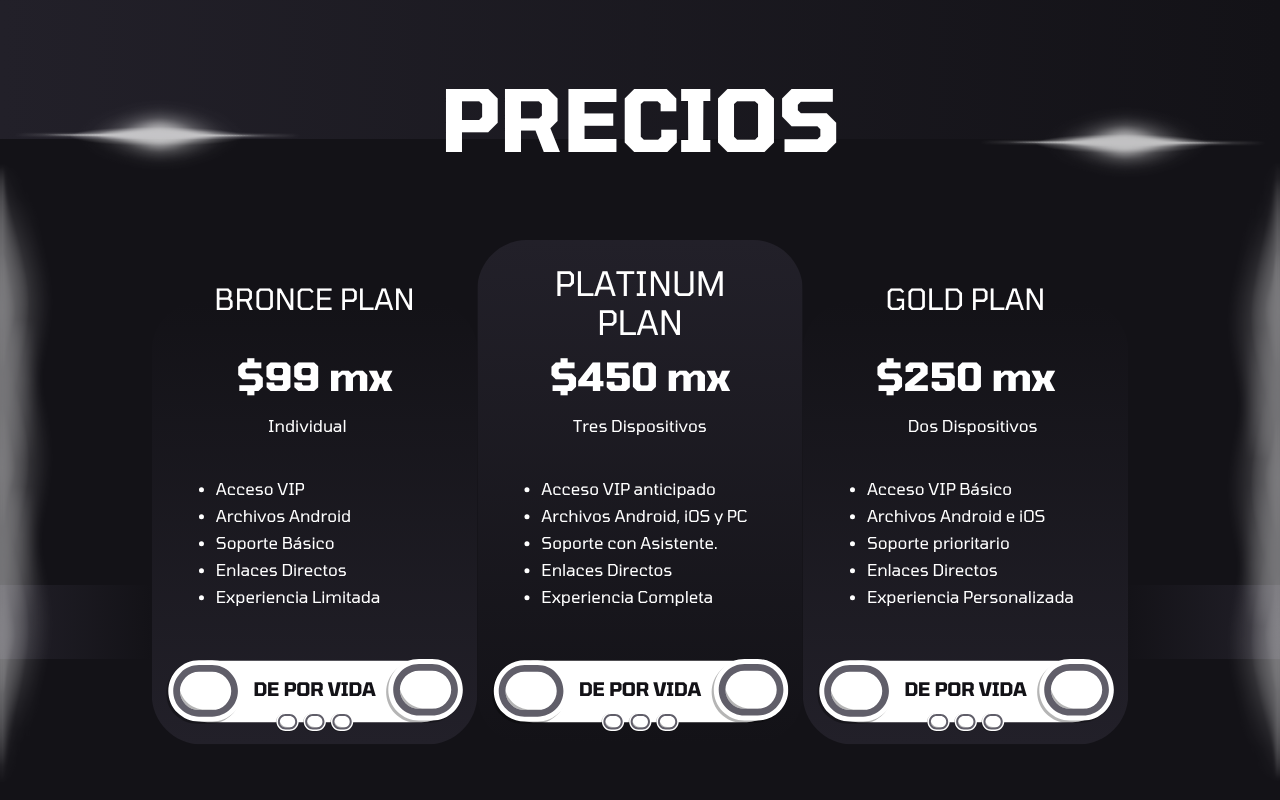 PRECIOS
BRONCE PLAN
$99 mx
Individual
• Acceso VIP
• Archivos Android
• Soporte Básico
• Enlaces Directos
• Experiencia Limitada
DE POR VIDA
PLATINUM
PLAN
$450 mx
Tres Dispositivos
• Acceso VIP anticipado
• Archivos Android, iOS y PC
• Soporte con Asistente.
• Enlaces Directos
• Experiencia Completa
DE POR VIDA
GOLD PLAN
$250 mx
Dos Dispositivos
• Acceso VIP Básico
• Archivos Android e iOS
• Soporte prioritario
• Enlaces Directos
• Experiencia Personalizada
DE POR VIDA